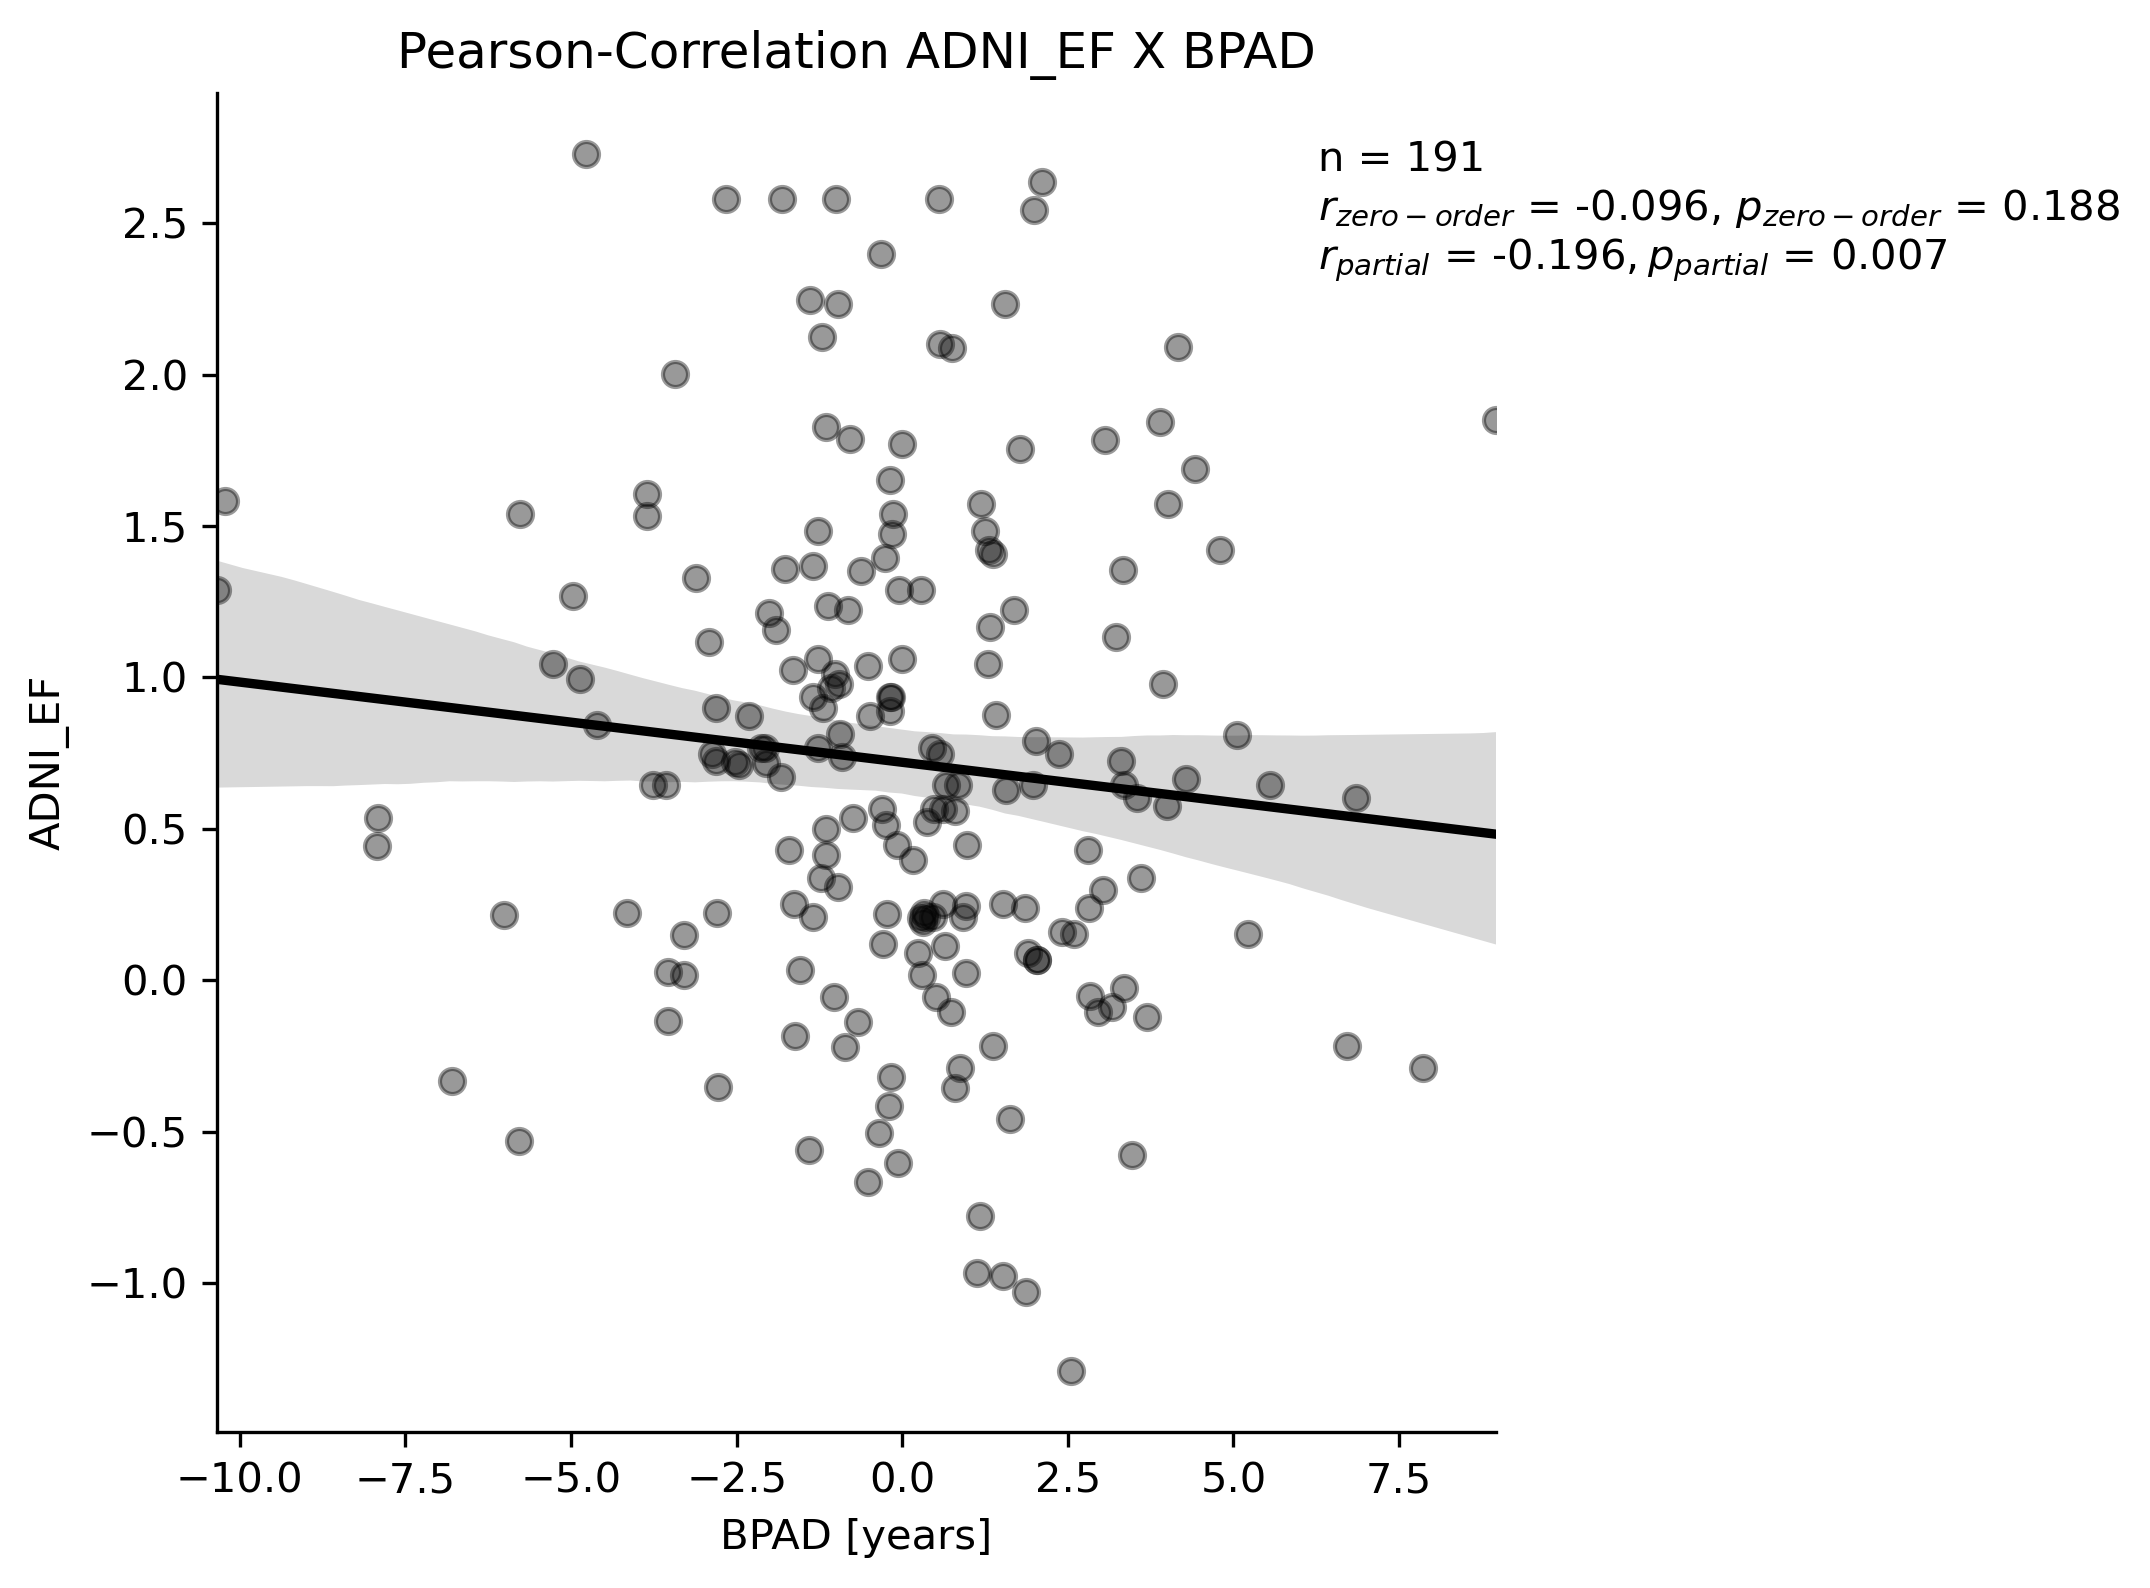 Pearson-Correlation ADNI_EF X BPAD
n = 191
r_zero−order = -0.096, p_zero−order = 0.188
r_partial = -0.196, p_partial = 0.007
2.5
2.0
1.5
1.0
0.5
0.0
−0.5
−1.0
ADNI_EF
−10.0 −7.5 −5.0 −2.5 0.0 2.5 5.0 7.5
BPAD [years]